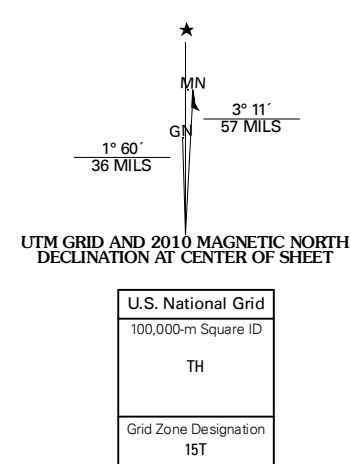 MN
GN
3° 11´
57 MILS
1° 60´
36 MILS
UTM GRID AND 2010 MAGNETIC NORTH
DECLINATION AT CENTER OF SHEET
U.S. National Grid
100,000-m Square ID
TH
Grid Zone Designation
15T